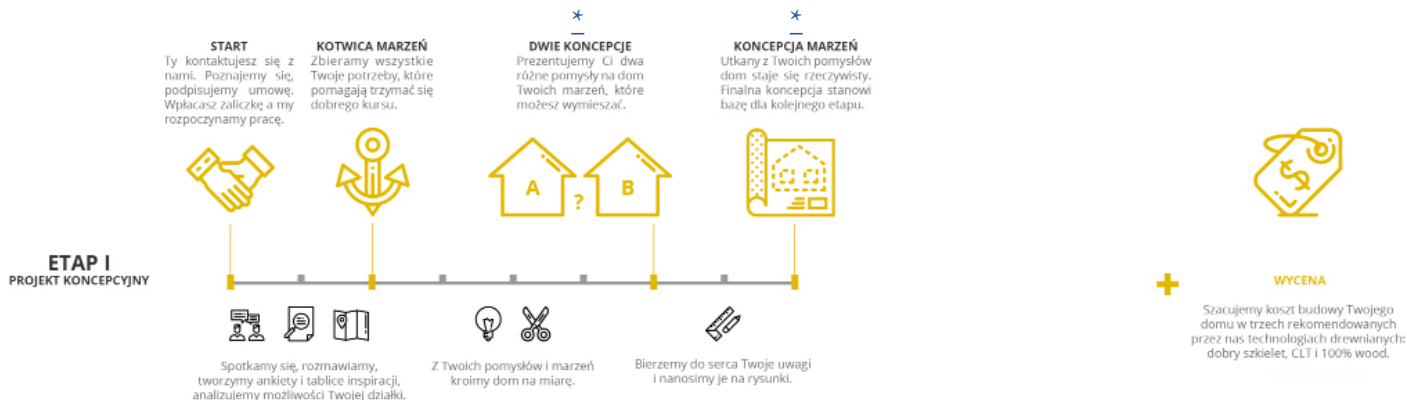 *
*
START
Ty kontaktujesz się z
nami. Poznajemy się,
podpisujemy umowę.
Wpłacasz zaliczkę a my
rozpoczynamy pracę.
KOTWICA MARZEŃ
Zbieramy wszystkie
Twoje potrzeby, które
pomagają trzymać się
dobrego kursu.
DWIE KONCEPCJE
Prezentujemy Ci dwa
różne pomysły na dom
Twoich marzeń, które
możesz wymieszać.
KONCEPCJA MARZEŃ
Utkany z Twoich pomysłów
dom staje się rzeczywisty.
Finalna koncepcja stanowi
bazę dla kolejnego etapu.
A
?
B
$
ETAP I
PROJEKT KONCEPCYJNY
Spotkamy się, rozmawiamy,
tworzymy ankiety i tablice inspiracji,
analizujemy możliwości Twojej działki.
Z Twoich pomysłów i marzeń
kroimy dom na miarę.
Bierzemy do serca Twoje uwagi
i nanosimy je na rysunki.
+
WYCENA
Szacujemy koszt budowy Twojego
domu w trzech rekomendowanych
przez nas technologiach drewnianych:
dobry szkielet, CLT i 100% wood.